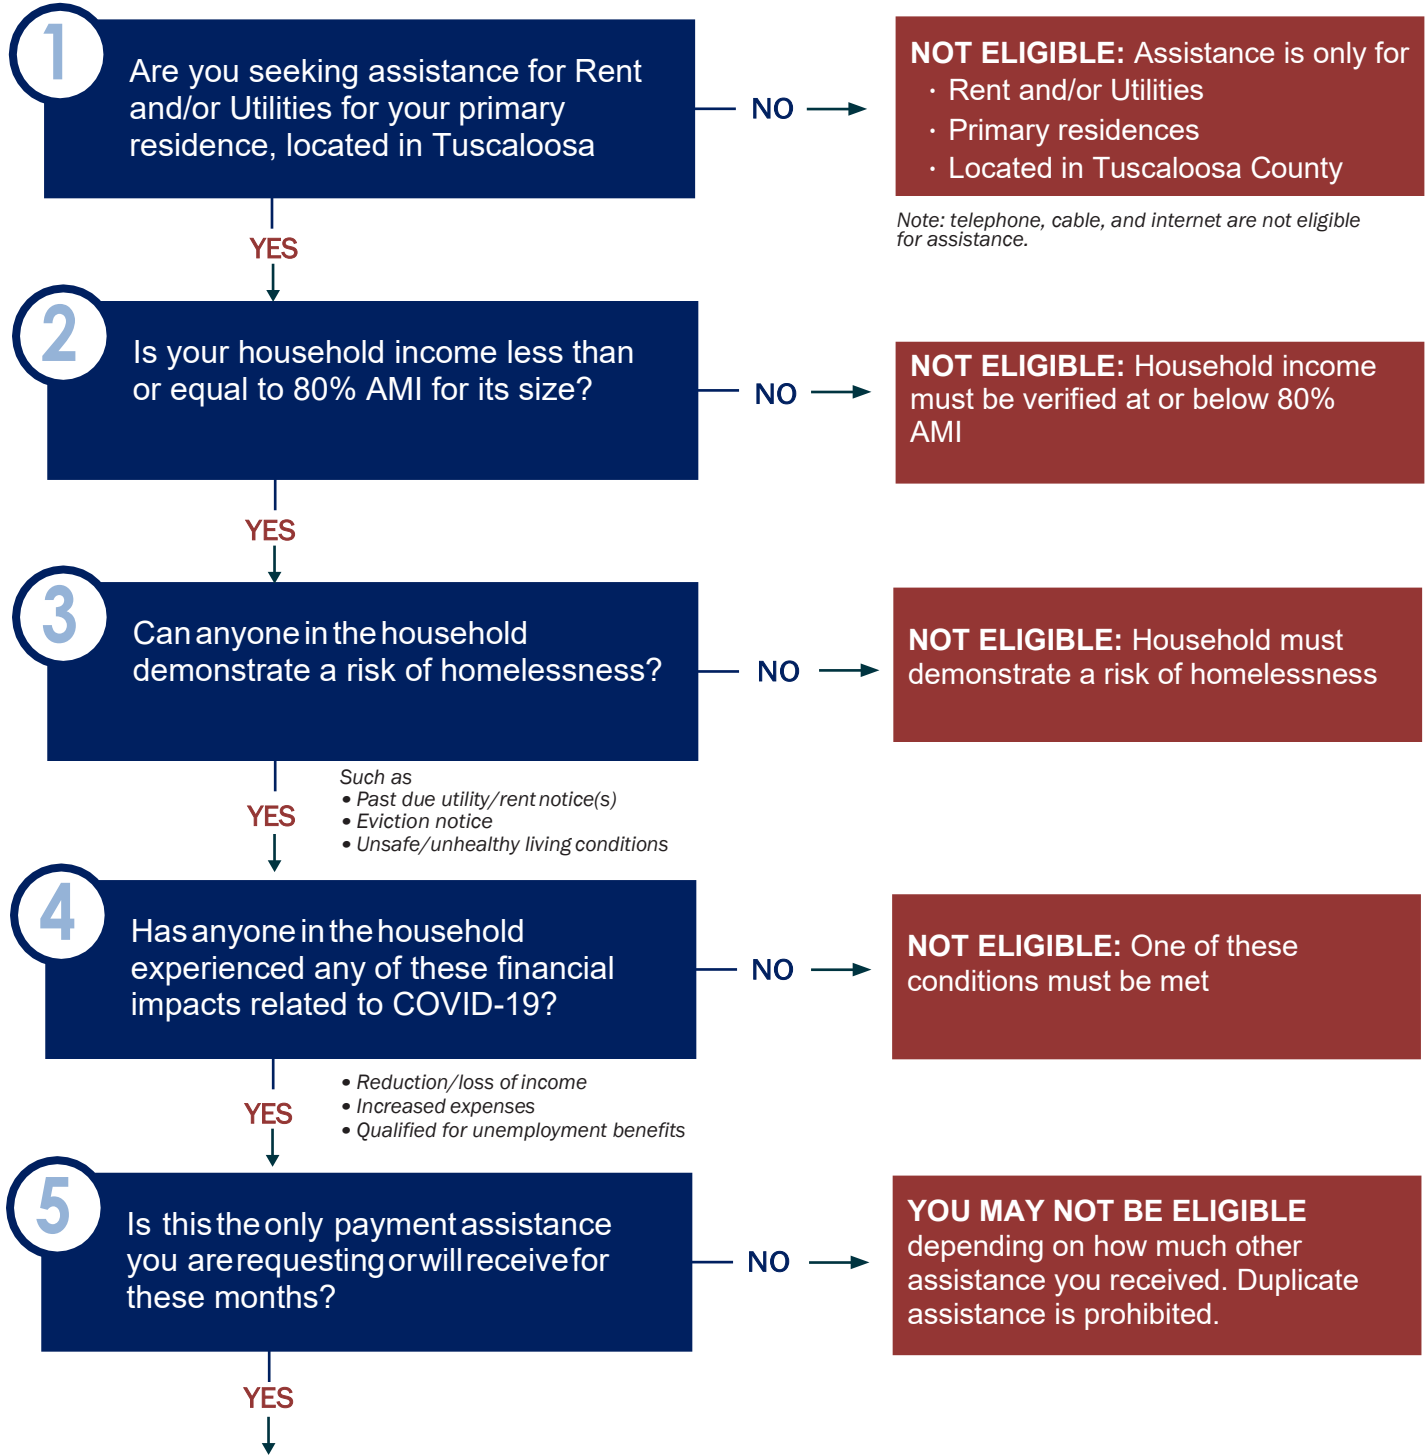 1
Are you seeking assistance for Rent
and/or Utilities for your primary
residence, located in Tuscaloosa
NO
NOT ELIGIBLE: Assistance is only for
· Rent and/or Utilities
· Primary residences
· Located in Tuscaloosa County
Note: telephone, cable, and internet are not eligible
for assistance.
YES
2
Is your household income less than
or equal to 80% AMI for its size?
NO
NOT ELIGIBLE: Household income
must be verified at or below 80%
AMI
YES
3
Can anyone in the household
demonstrate a risk of homelessness?
NO
NOT ELIGIBLE: Household must
demonstrate a risk of homelessness
YES
Such as
• Past due utility/rent notice(s)
• Eviction notice
• Unsafe/unhealthy living conditions
4
Has anyone in the household
experienced any of these financial
impacts related to COVID-19?
NO
NOT ELIGIBLE: One of these
conditions must be met
YES
• Reduction/loss of income
• Increased expenses
• Qualified for unemployment benefits
5
Is this the only payment assistance
you are requesting or will receive for
these months?
NO
YOU MAY NOT BE ELIGIBLE
depending on how much other
assistance you received. Duplicate
assistance is prohibited.
YES